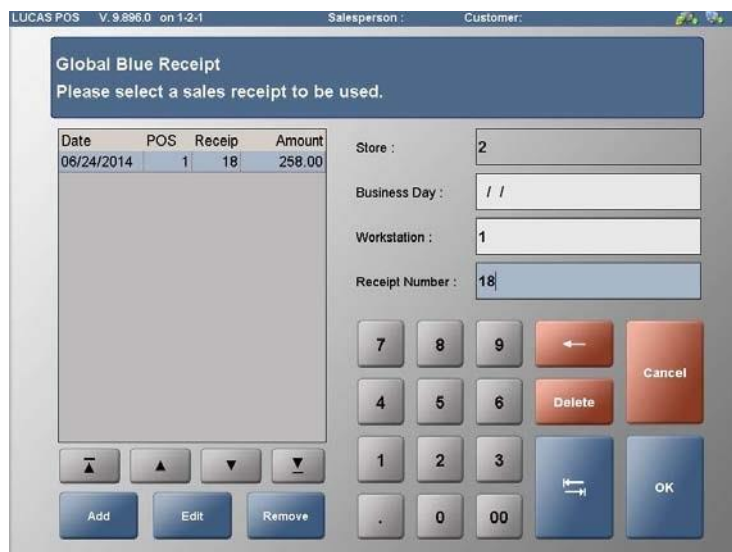 LUCAS POS V. 9.896.0 on 1-2-1 Salesperson : Customer:
Global Blue Receipt
Please select a sales receipt to be used.
Date POS Receip Amount
06/24/2014 1 18 258.00
Store : 2
Business Day : / /
Workstation : 1
Receipt Number : 18
7 8 9
Cancel
4 5 6 Delete
1 2 3
OK
Add Edit Remove . 0 00